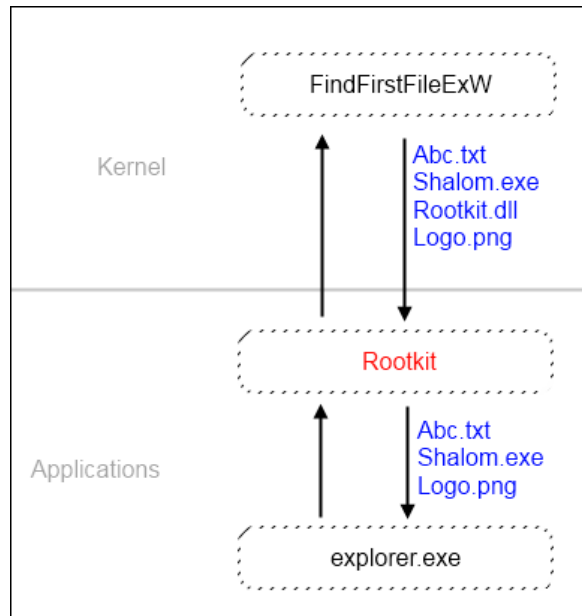 FindFirstFileExW
Kernel
Abc.txt
Shalom.exe
Rootkit.dll
Logo.png
Rootkit
Applications
Abc.txt
Shalom.exe
Logo.png
explorer.exe